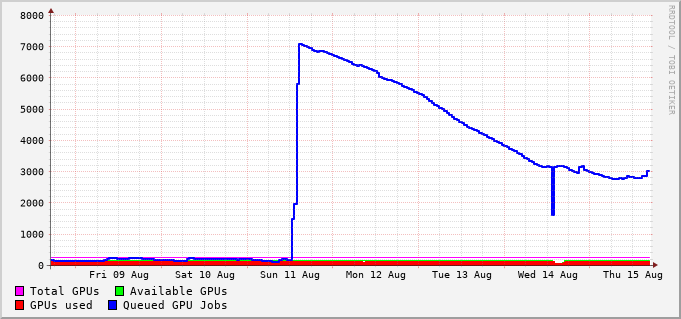 8000
7000
6000
5000
4000
3000
2000
1000
0
Fri 09 Aug Sat 10 Aug Sun 11 Aug Mon 12 Aug Tue 13 Aug Wed 14 Aug Thu 15 Aug
Total GPUs Available GPUs
GPUs used Queued GPU Jobs
RRDTOOL / TOBI OETIKER